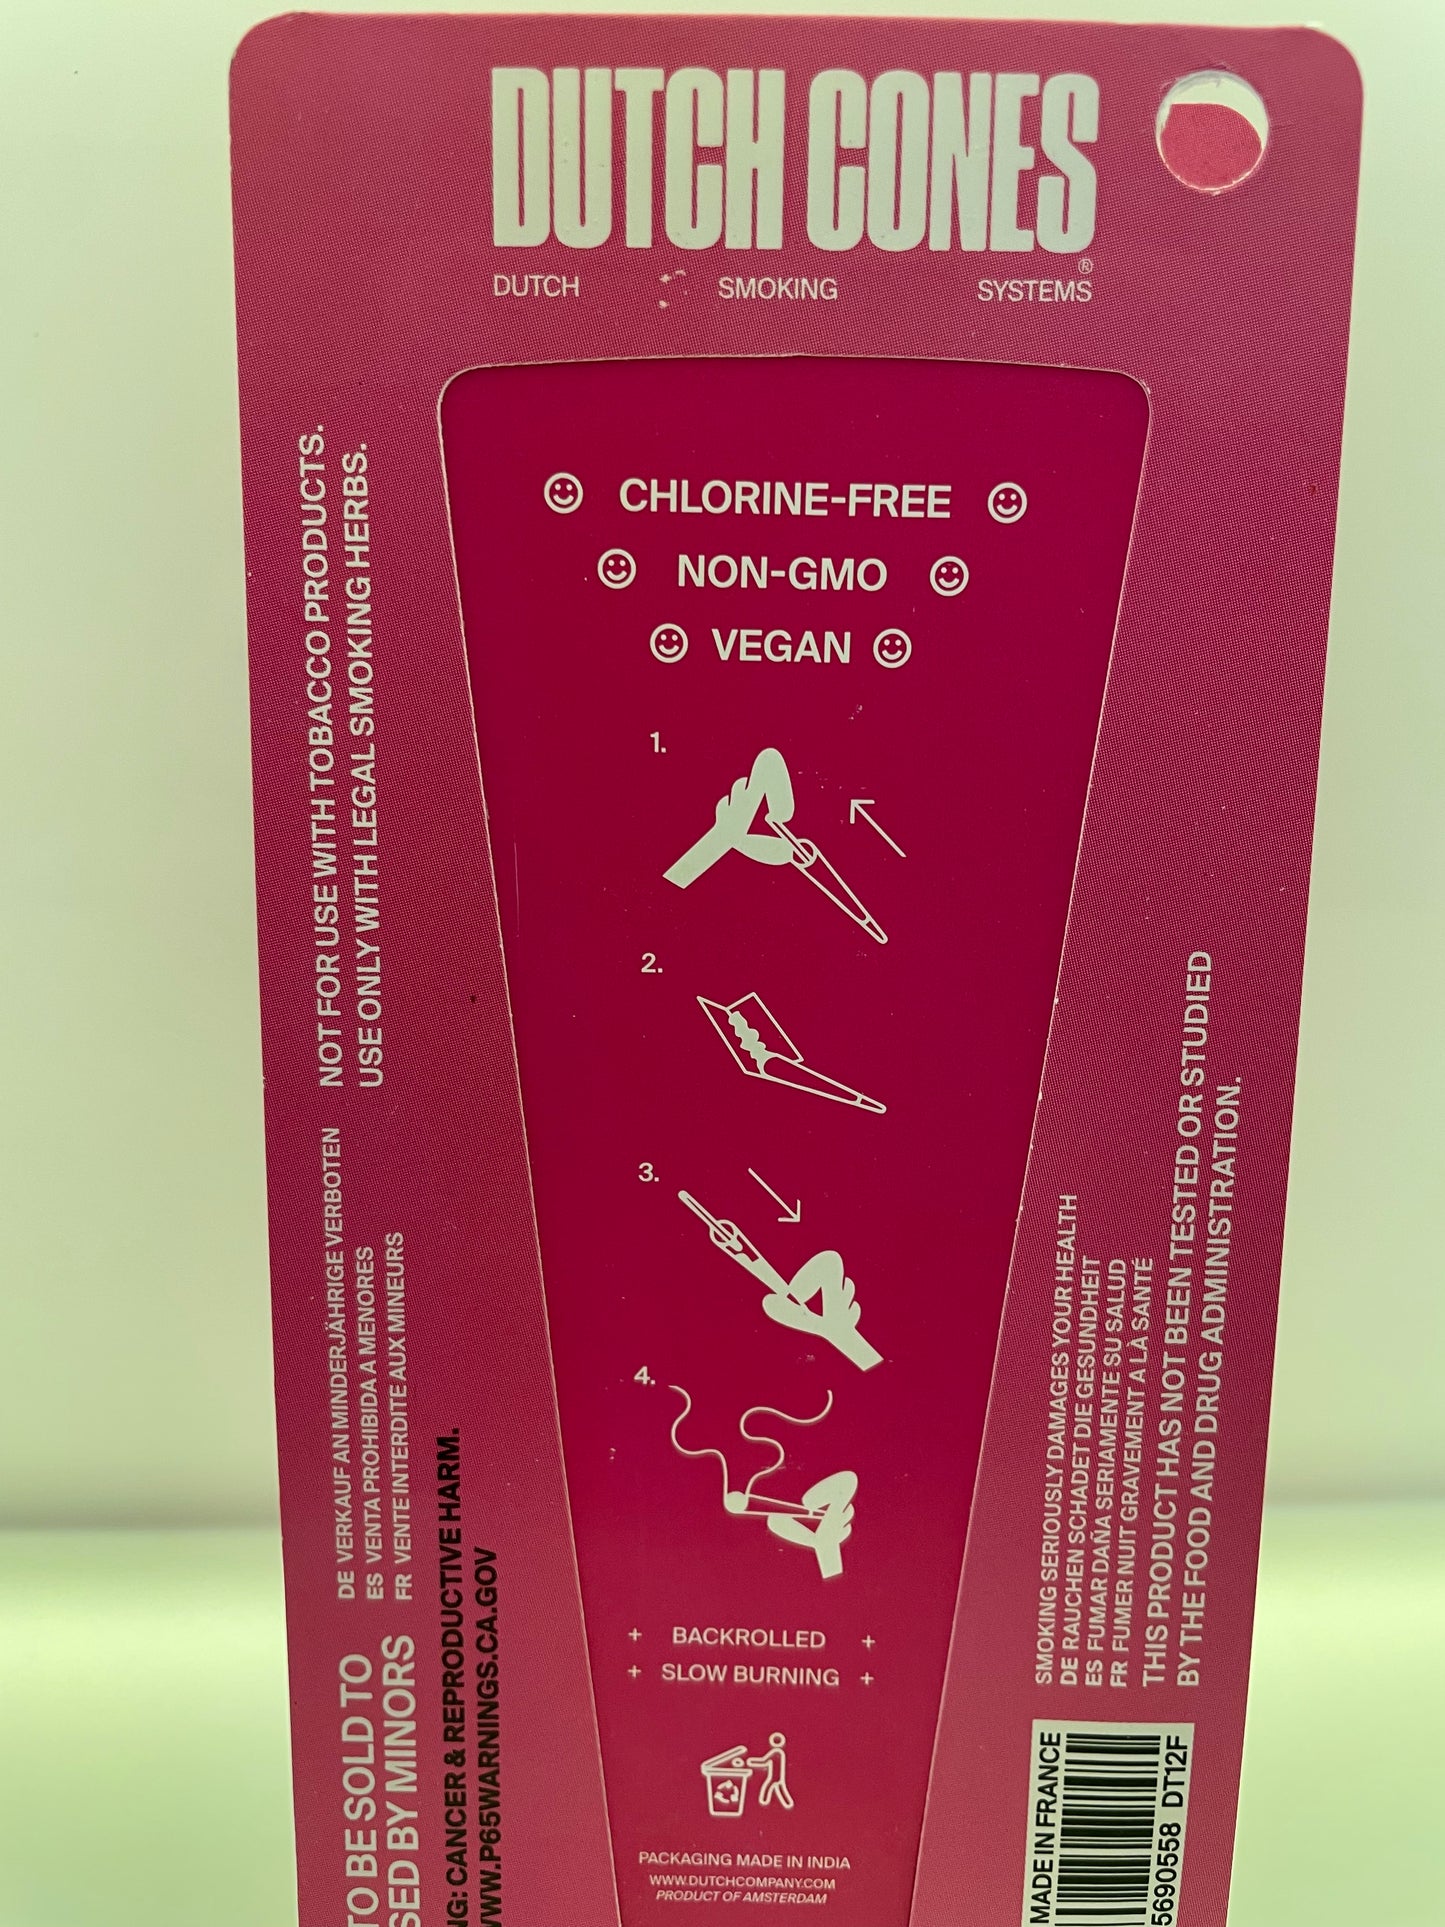 DUTCH CONES®
DUTCH SMOKING SYSTEMS
CHLORINE-FREE
NON-GMO
VEGAN
1.
2.
3.
4.
+ BACKROLLED +
+ SLOW BURNING +
PACKAGING MADE IN INDIA
WWW.DUTCHCOMPANY.COM
PRODUCT OF AMSTERDAM
NOT FOR USE WITH TOBACCO PRODUCTS.
USE ONLY WITH LEGAL SMOKING HERBS.
DE VERKAUF AN MINDERJÄHRIGE VERBOTEN
ES VENTA PROHIBIDA A MENORES
FR VENTE INTERDITE AUX MINEURS
TO BE SOLD TO
SED BY MINORS
NG: CANCER & REPRODUCTIVE HARM.
WWW.P65WARNINGS.CA.GOV
SMOKING SERIOUSLY DAMAGES YOUR HEALTH
DE RAUCHEN SCHADET DIE GESUNDHEIT
ES FUMAR DAÑA SERIAMENTE SU SALUD
FR FUMER NUIT GRAVEMENT A LÀ SANTÉ
THIS PRODUCT HAS NOT BEEN TESTED OR STUDIED
BY THE FOOD AND DRUG ADMINISTRATION.
MADE IN FRANCE
5690558 DT12F